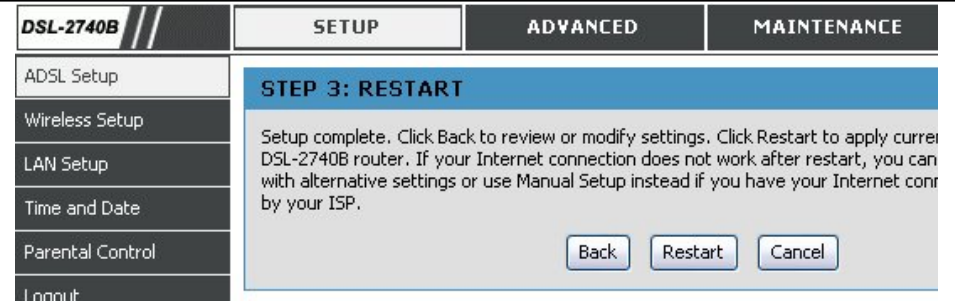 DSL-2740B SETUP ADVANCED MAINTENANCE
ADSL Setup
Wireless Setup
LAN Setup
Time and Date
Parental Control
Logout
STEP 3: RESTART
Setup complete. Click Back to review or modify settings. Click Restart to apply
DSL-2740B router. If your Internet connection does not work after restart, you can
with alternative settings or use Manual Setup instead if you have your Internet
by your ISP.
Back Restart Cancel